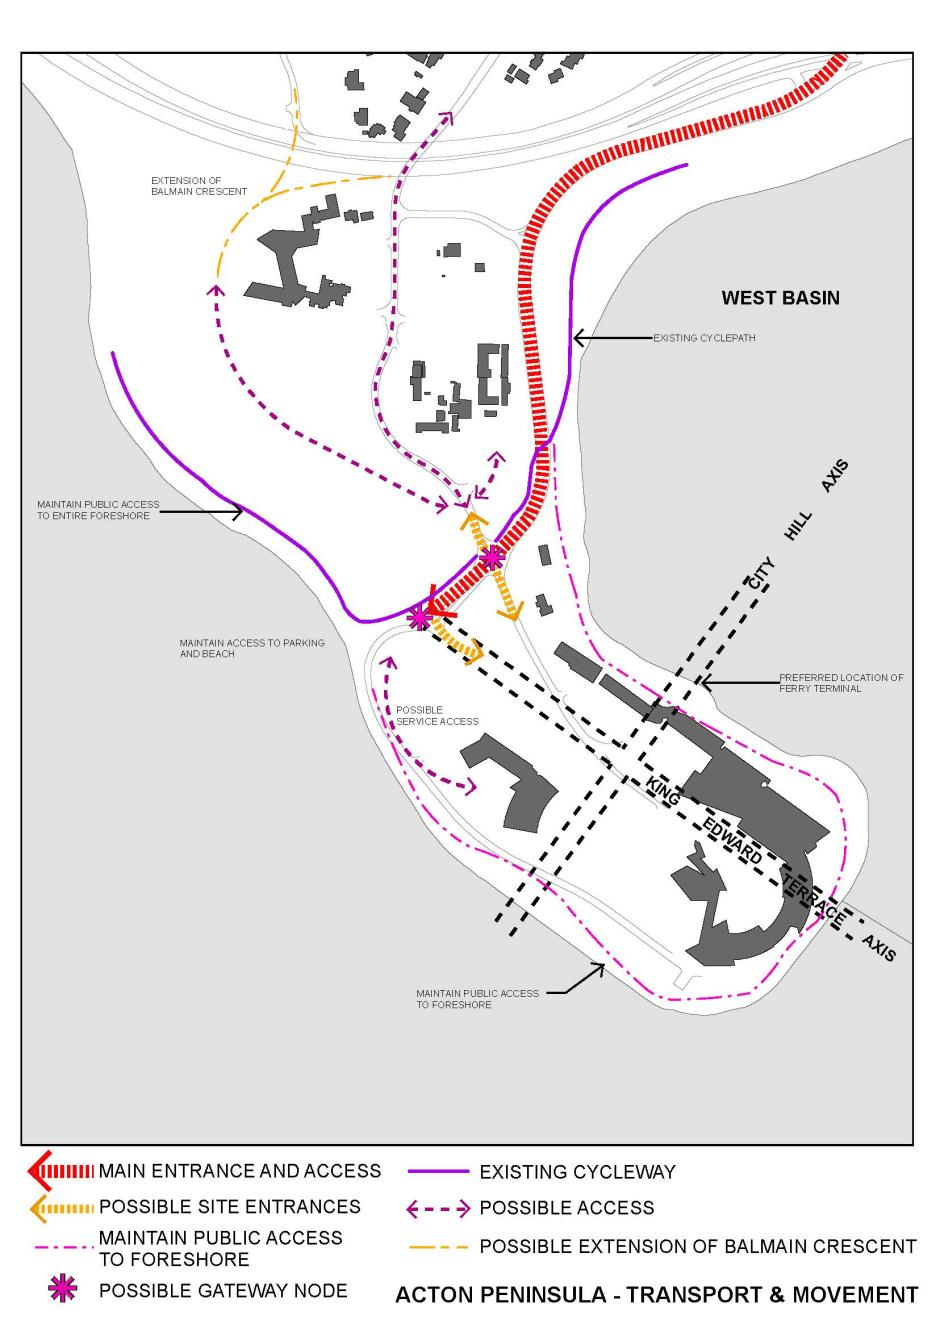 EXTENSION OF
BALMAIN CRESCENT
WEST BASIN
EXISTING CYCLEPATH
MAINTAIN PUBLIC ACCESS
TO ENTIRE FORESHORE
CITY HILL AXIS
MAINTAIN ACCESS TO PARKING
AND BEACH
PREFERRED LOCATION OF
FERRY TERMINAL
POSSIBLE
SERVICE ACCESS
KING EDWARD TERRACE AXIS
MAINTAIN PUBLIC ACCESS
TO FORESHORE
MAIN ENTRANCE AND ACCESS
EXISTING CYCLEWAY
POSSIBLE SITE ENTRANCES
POSSIBLE ACCESS
MAINTAIN PUBLIC ACCESS
TO FORESHORE
POSSIBLE EXTENSION OF BALMAIN CRESCENT
POSSIBLE GATEWAY NODE
ACTON PENINSULA - TRANSPORT & MOVEMENT